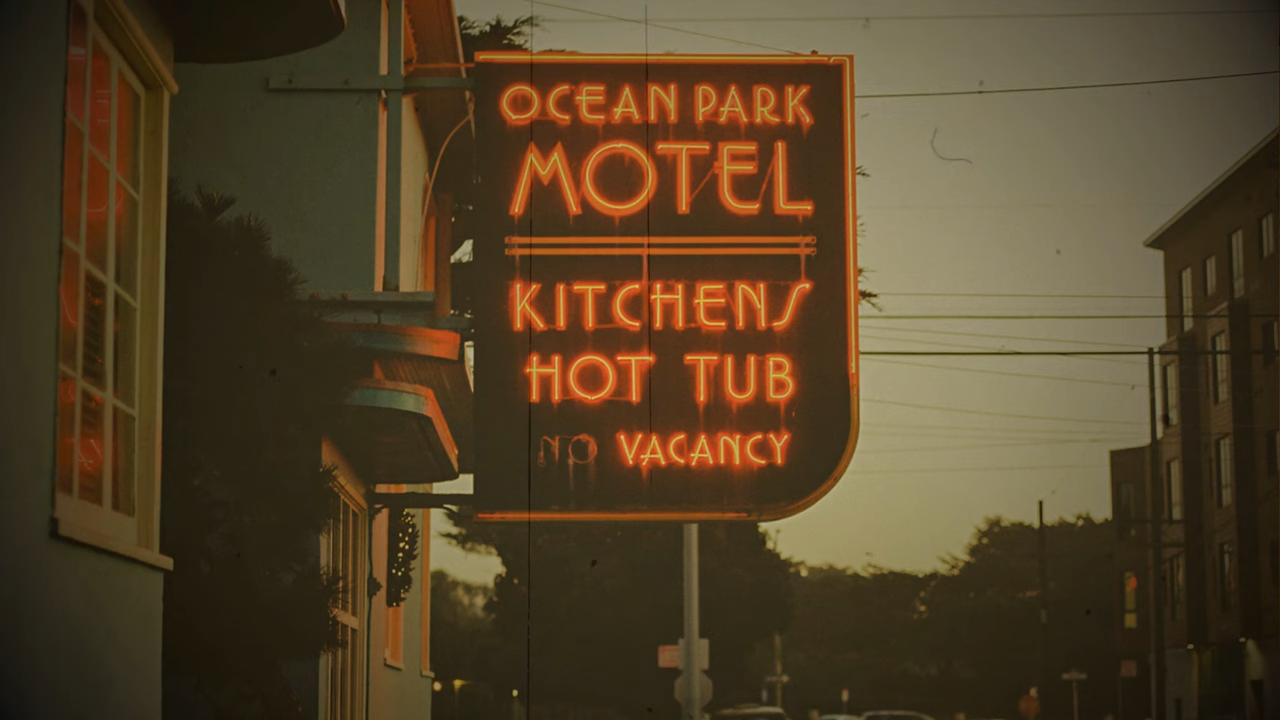 OCEAN PARK
MOTEL
KITCHENS
HOT TUB
NO VACANCY